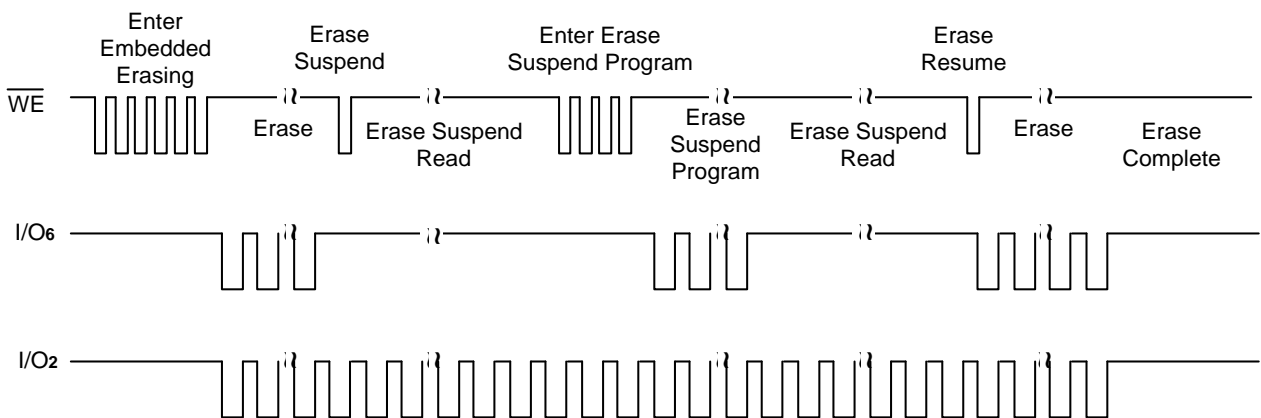 Enter
Embedded
Erasing
Erase
Suspend
Enter Erase
Suspend Program
Erase
Resume
WE
Erase
Erase Suspend
Read
Erase
Suspend
Program
Erase Suspend
Read
Erase
Erase
Complete
I/O6
I/O2